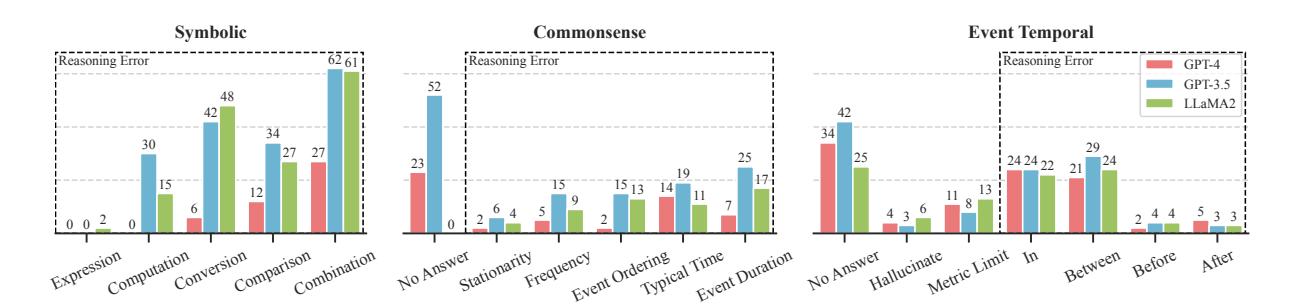 Symbolic
Reasoning Error
0 0 2
0 30 15
6 42 48
12 34 27
27 62 61
Expression
Computation
Conversion
Comparison
Combination
Commonsense
Reasoning Error
23 52 0
2 6 4
5 15 9
2 15 13
14 19 11
7 25 17
No Answer
Stationarity
Frequency
Event Ordering
Typical Time
Event Duration
Event Temporal
Reasoning Error
GPT-4
GPT-3.5
LLaMA2
34 42 25
4 3 6
11 8 13
24 24 22
21 29 24
2 4 4
5 3 3
No Answer
Hallucinate
Metric Limit
In
Between
Before
After